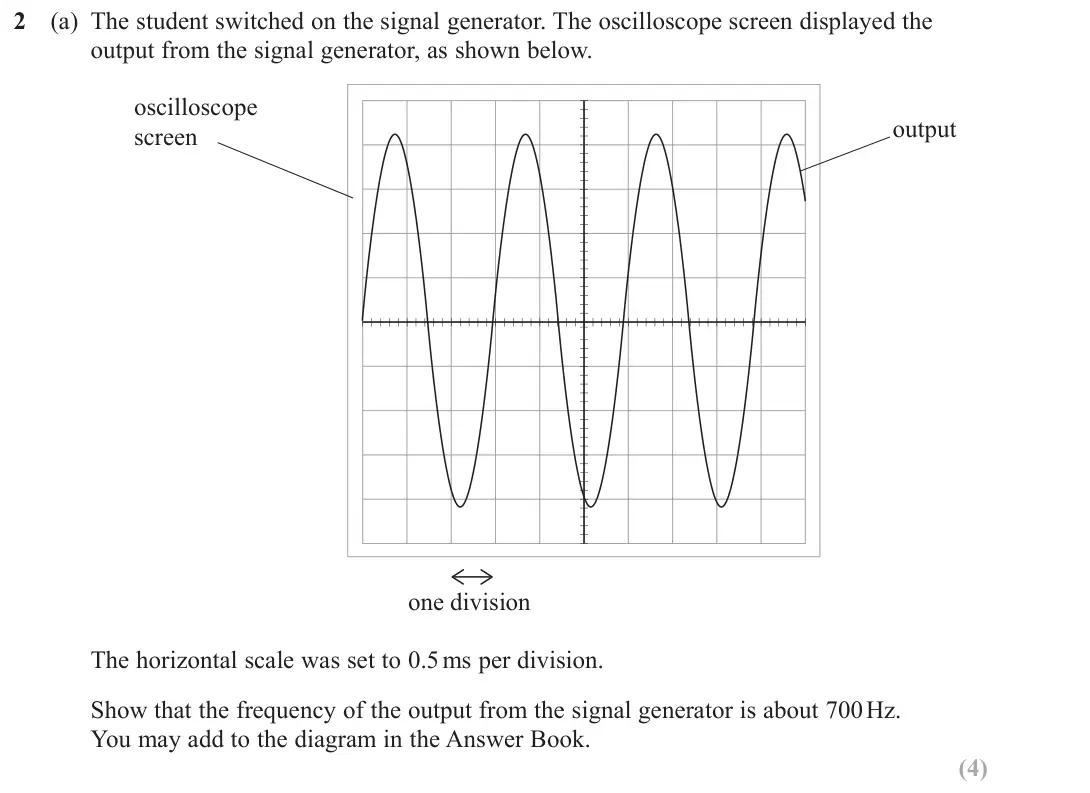 2 (a) The student switched on the signal generator. The oscilloscope screen displayed the
output from the signal generator, as shown below.
oscilloscope
screen
output
one division
The horizontal scale was set to 0.5 ms per division.
Show that the frequency of the output from the signal generator is about 700 Hz.
You may add to the diagram in the Answer Book.
(4)